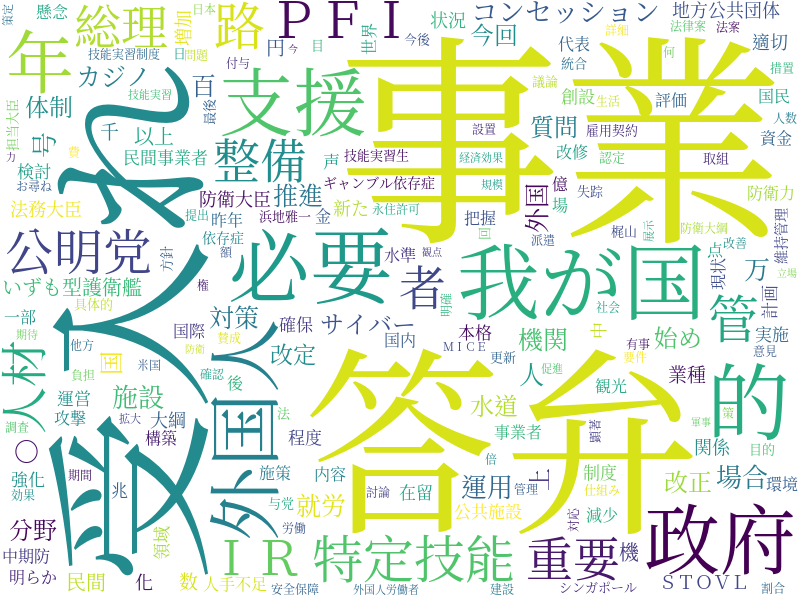 策定
懸念
日本
総理
増加
路
ＰＦＩ
状況
コンセッション
地方公共団体
年
技能実習制度
日
問題
円
今
目
世界
今後
今回
代表
法律案
法案
詳細
何
適切
カジノ
付与
百
支援
事業
統合
措置
担当大臣
体制
技能実習
最後
議論
創設
生活
評価
国民
号
千
以上
声
設置
質問
雇用契約
人数
力
費
民間事業者
整備
技能実習生
経済効果
改修
認定
取組
資金
検討
お尋ね
受入れ
防衛大臣
推進
ギャンブル依存症
規模
失踪
防衛力
法務大臣
提出
昨年
浜地雅一
新た
金
永住許可
把握
外国
億
場
梶山
展示
防衛大綱
維持管理
公明党
方針
依存症
額
必要
水準
観点
回
派遣
我が国
点
改善
立場
現状
いずも型護衛艦
権
者
明確
管
万
計画
具体的
対策
確保
サイバー
社会
一部
国際
賛成
国内
本格
ＭＩＣＥ
機関
中
始め
実施
期待
他方
国
米国
防衛
確認
改定
更新
有事
要件
意見
人材
負担
外国人
後
答弁
人
促進
業種
的
運営
施設
法
水道
観光
攻撃
大綱
調査
拡大
程度
事業者
顕著
策
軍事
〇
構築
上
関係
目的
強化
効果
期間
兆
施策
内容
倍
制度
場合
環境
与党
討論
在留
運用
管理
仕組み
改正
政府
分野
領域
就労
労働
公共施設
対応
減少
中期防
ＩＲ
特定技能
重要
機
明らか
民間
化
数
人手不足
安全保障
外国人労働者
建設
シンガポール
ＳＴＯＶＬ
割合